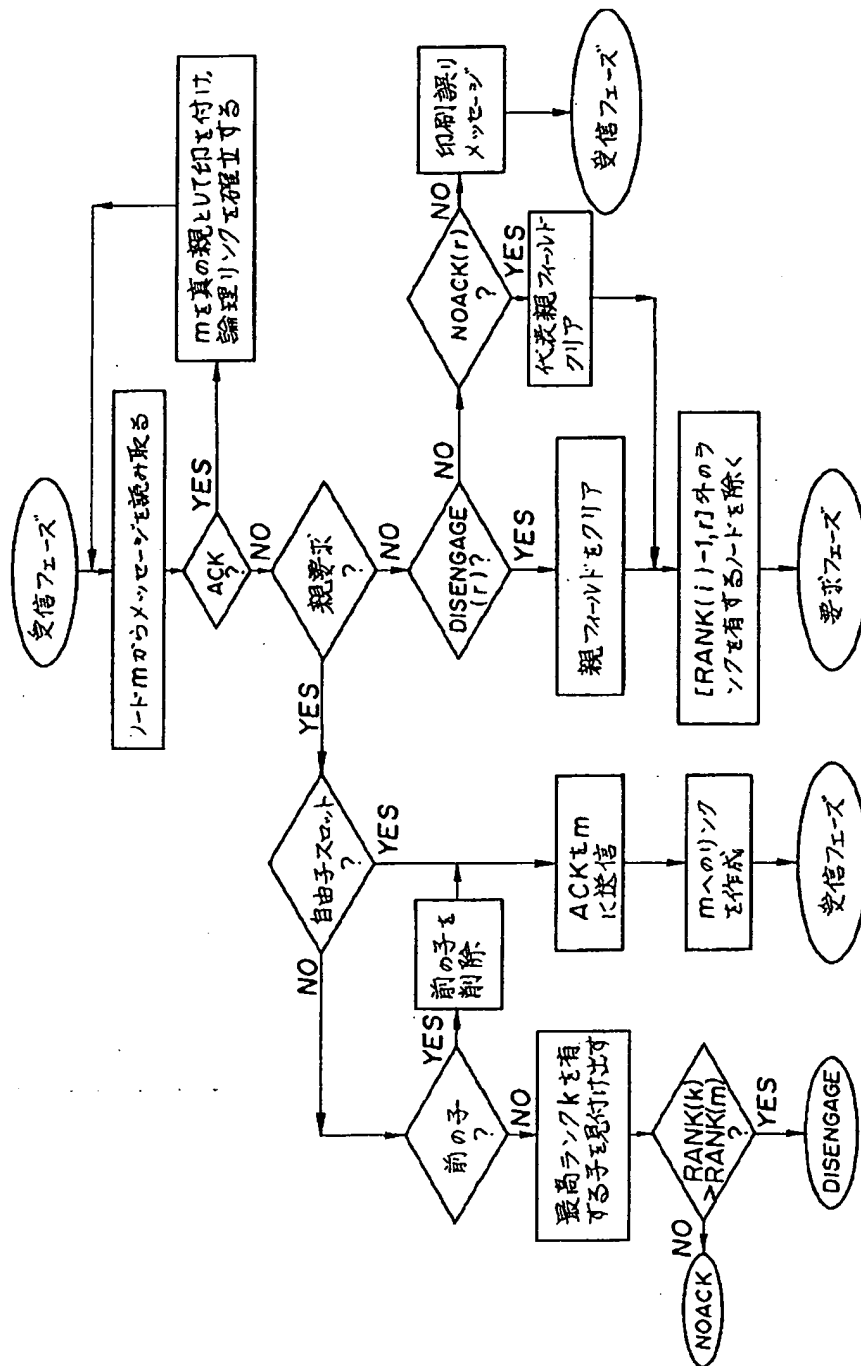 受信フェーズ
ノードmからメッセージを読み取る
ACK
?
YES
mを真の親として印を付け,
論理リンクを確立する
NO
親要求
?
YES
NO
自由子スロット
?
NO
YES
前の子
?
YES
前の子を
削除
NO
最高ランクkを有
する子を見付け出す
RANK(k)
>RANK(m)
?
NO
NOACK
YES
DISENGAGE
ACKをm
に送信
mへのリンク
を作成
受信フェーズ
DISENGAGE
(r)?
NO
YES
親フィールドをクリア
NOACK(r)
?
NO
印刷誤り
メッセージ
受信フェーズ
YES
代表親フィールド
クリア
[RANK(i)-1,r]外のラ
ンクを有するノードを除く
要求フェーズ